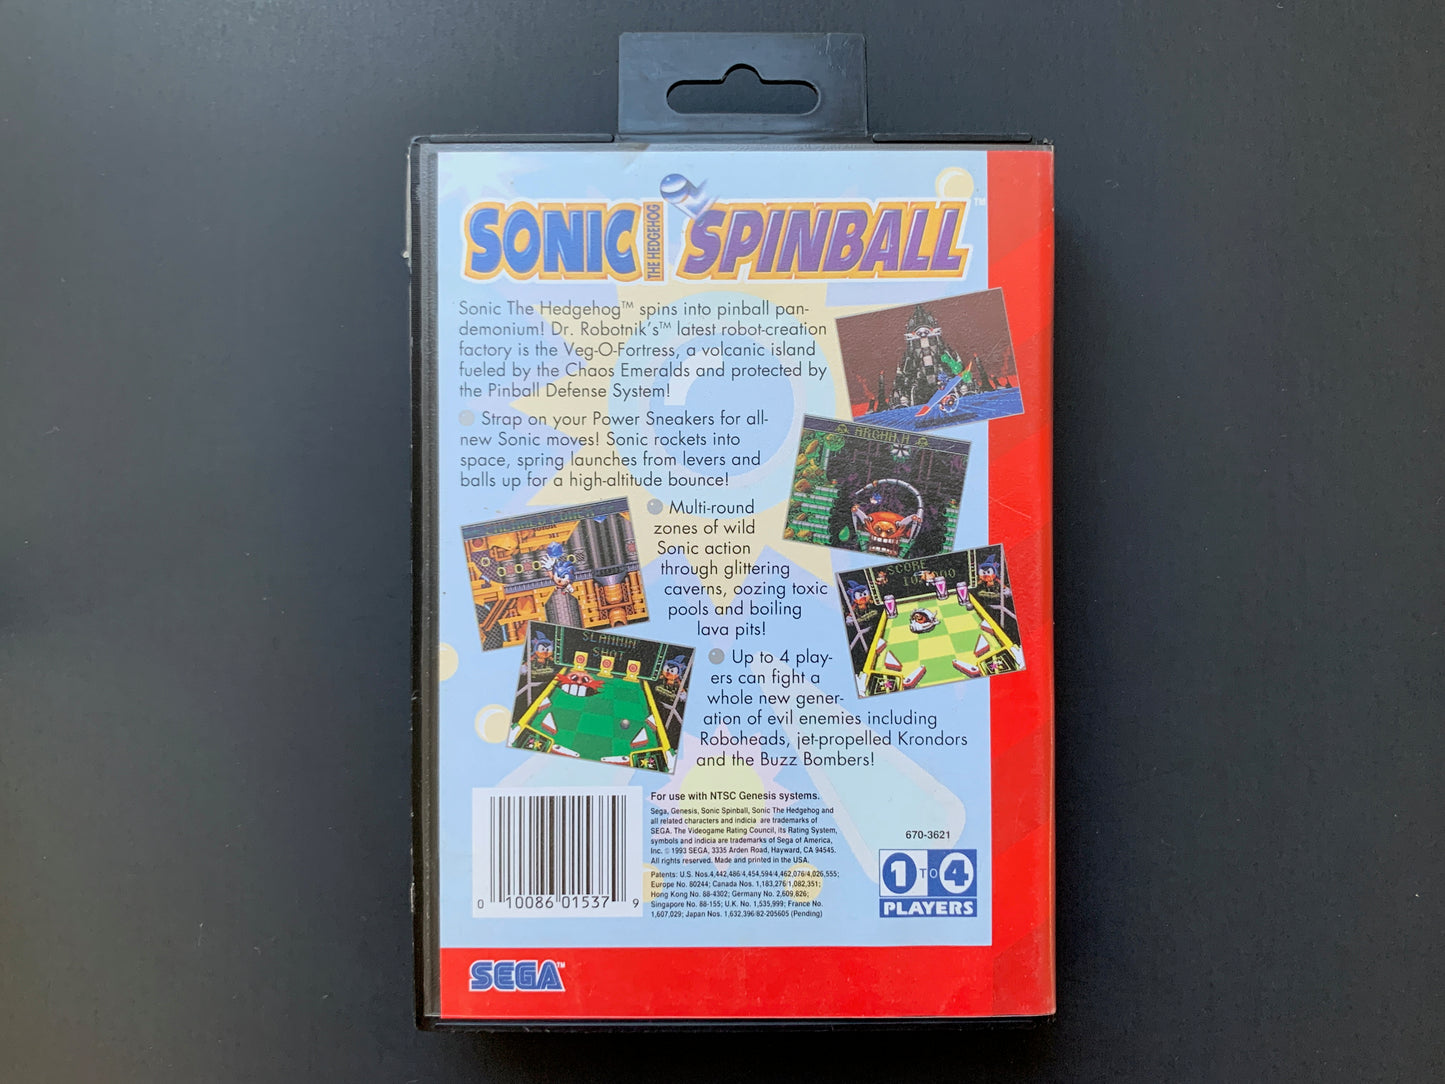 SONIC THE HEDGEHOG SPINBALL ™
Sonic The Hedgehog™ spins into pinball pan-
demonium! Dr. Robotnik's™ latest robot-creation
factory is the Veg-O-Fortress, a volcanic island
fueled by the Chaos Emeralds and protected by
the Pinball Defense System!
Strap on your Power Sneakers for all-
new Sonic moves! Sonic rockets into
space, spring launches from levers and
balls up for a high-altitude bounce!
Multi-round
zones of wild
Sonic action
through glittering
caverns, oozing toxic
pools and boiling
lava pits!
SCORE
SLAMMIN
SHOT
Up to 4 play-
ers can fight a
whole new gener-
ation of evil enemies including
Roboheads, jet-propelled Krondors
and the Buzz Bombers!
For use with NTSC Genesis systems.
Sega, Genesis, Sonic Spinball, Sonic The Hedgehog and
all related characters and indicia are trademarks of
SEGA. The Videogame Rating Council, its Rating System,
symbols and indicia are trademarks of Sega of America,
Inc. © 1993 SEGA, 3335 Arden Road, Hayward, CA 94545.
All rights reserved. Made and printed in the USA.
Patents: U.S. Nos. 4,442,486/4,454,594/4,462,076/4,026,555;
Europe No. 80244; Canada Nos. 1,183,276/1,082,351;
Hong Kong No. 88-4302; Germany No. 2,609,826;
Singapore No. 88-155; U.K. No. 1,535,999; France No.
1,607,029; Japan Nos. 1,632,396/82-205605 (Pending)
0 10086 01537 9
670-3621
1 TO 4
PLAYERS
SEGA™